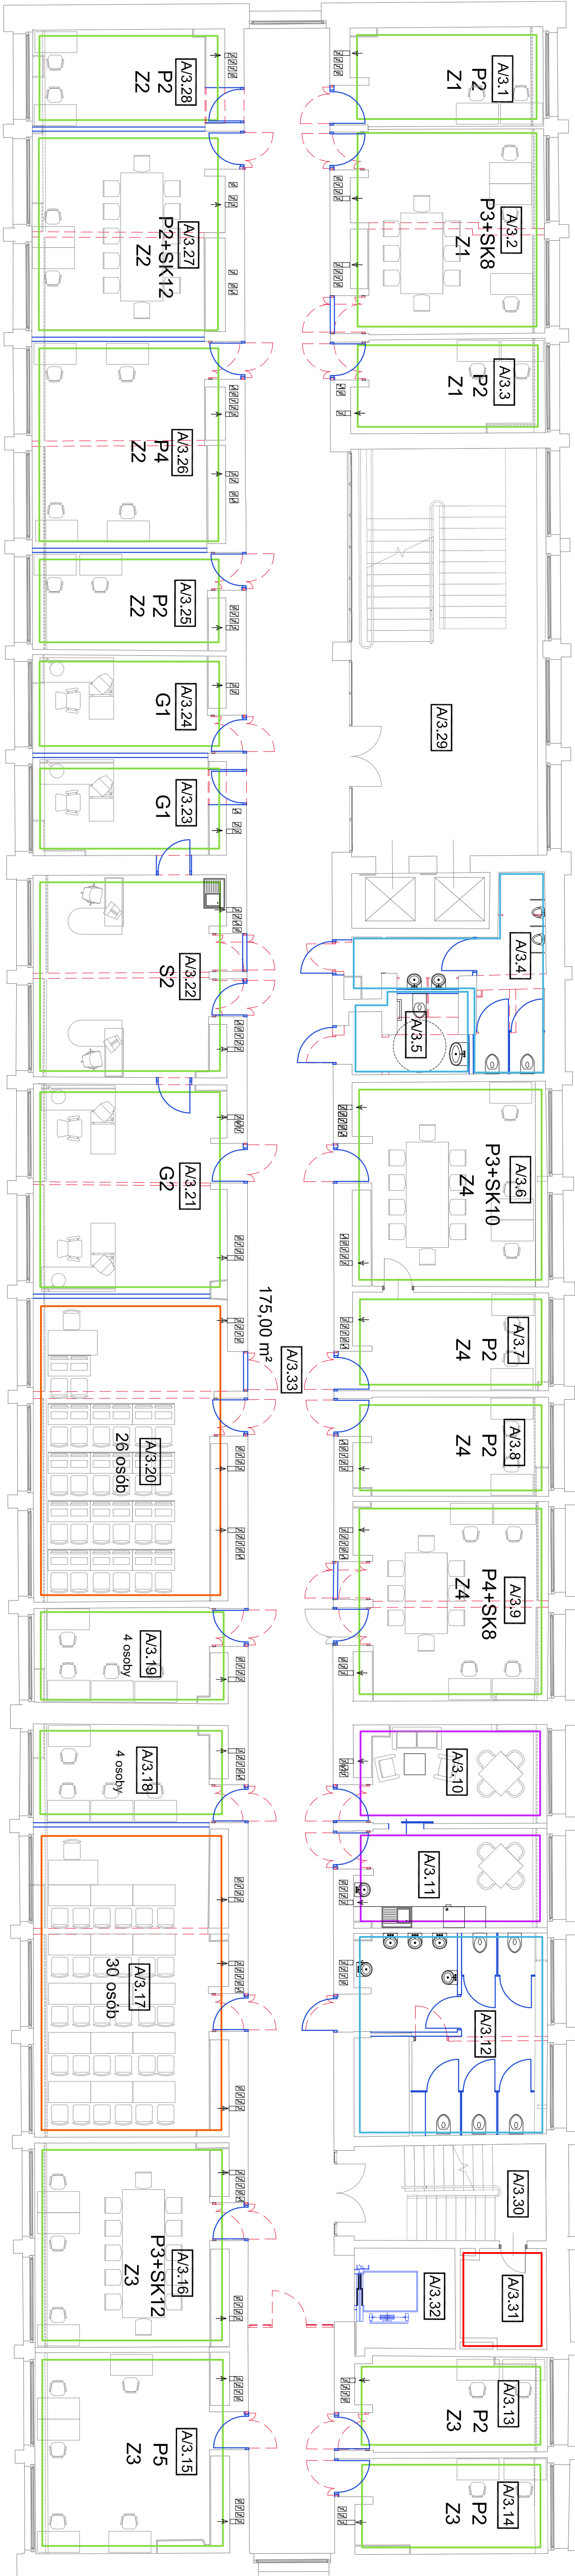 A/3.1
P2
Z1
A/3.2
P3+SK8
Z1
A/3.3
P2
Z1
A/3.29
A/3.4
A/3.5
A/3.6
P3+SK10
Z4
A/3.7
P2
Z4
A/3.8
P2
Z4
A/3.9
P4+SK8
Z4
A/3.10
A/3.11
A/3.12
A/3.30
A/3.31
A/3.32
A/3.13
P2
Z3
A/3.14
P2
Z3
A/3.33
175,00 m²
A/3.28
P2
Z2
A/3.27
P2+SK12
Z2
A/3.26
P4
Z2
A/3.25
P2
Z2
A/3.24
G1
A/3.23
G1
A/3.22
S2
A/3.21
G2
A/3.20
26 osób
A/3.19
4 osoby
A/3.18
4 osoby
A/3.17
30 osób
A/3.16
P3+SK12
Z3
A/3.15
P5
Z3